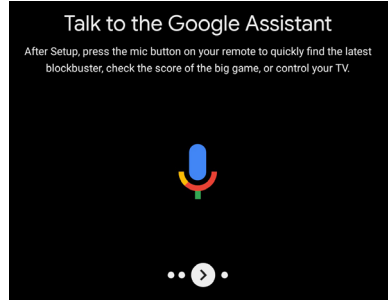 Talk to the Google Assistant
After Setup, press the mic button on your remote to quickly find the latest
blockbuster, check the score of the big game, or control your TV.